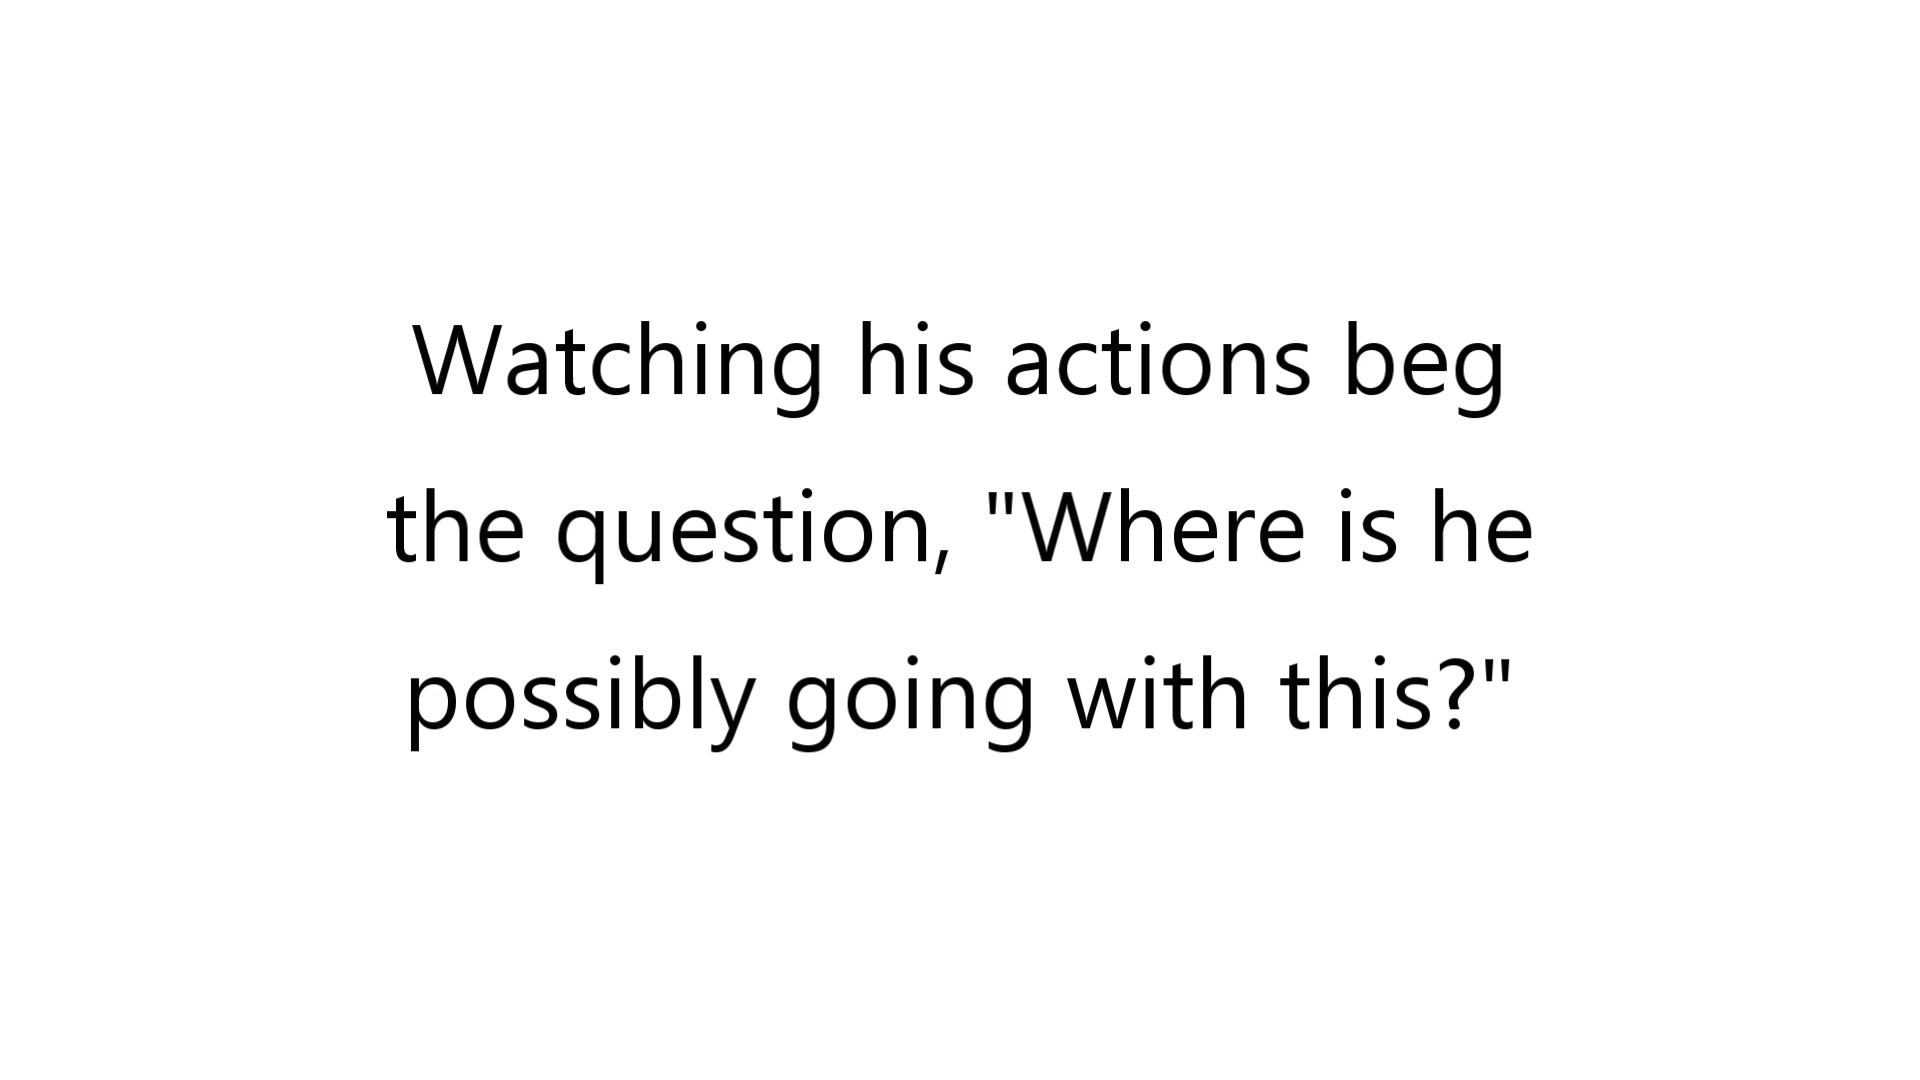 Watching his actions beg
the question, "Where is he
possibly going with this?"